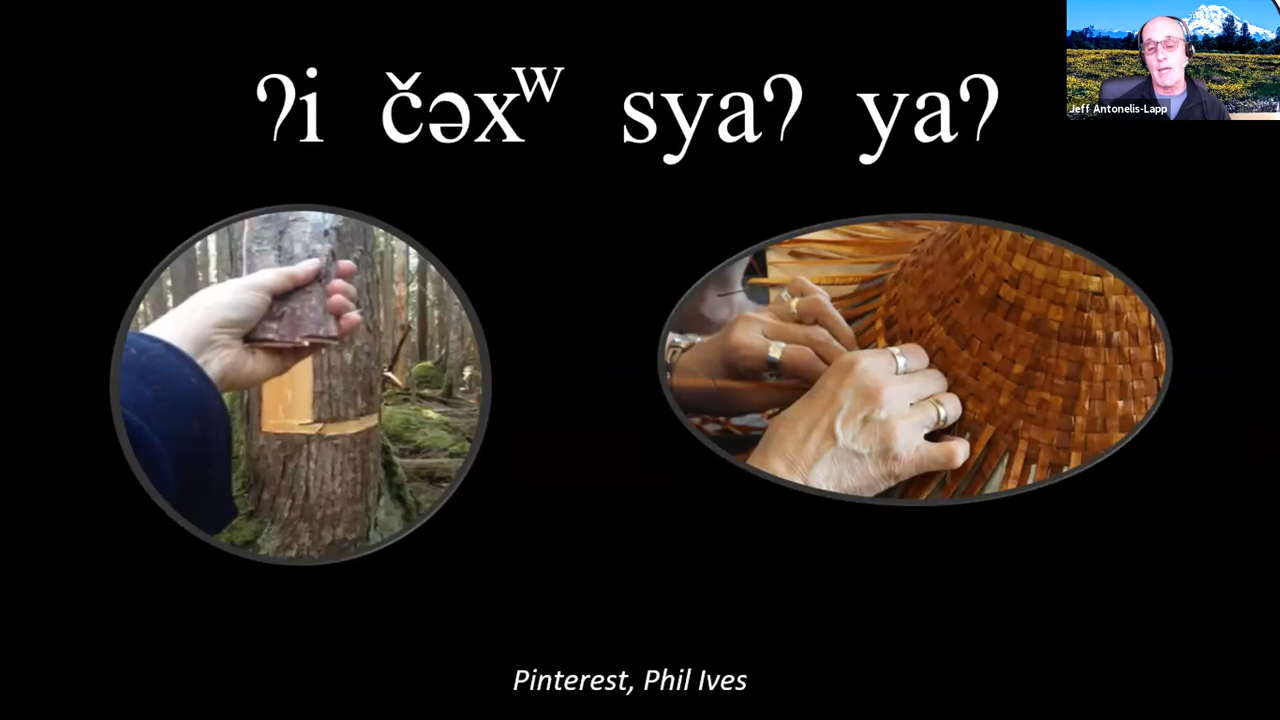 ʔi čəxʷ syaʔ yaʔ
Jeff Antonelis-Lapp
Pinterest, Phil Ives